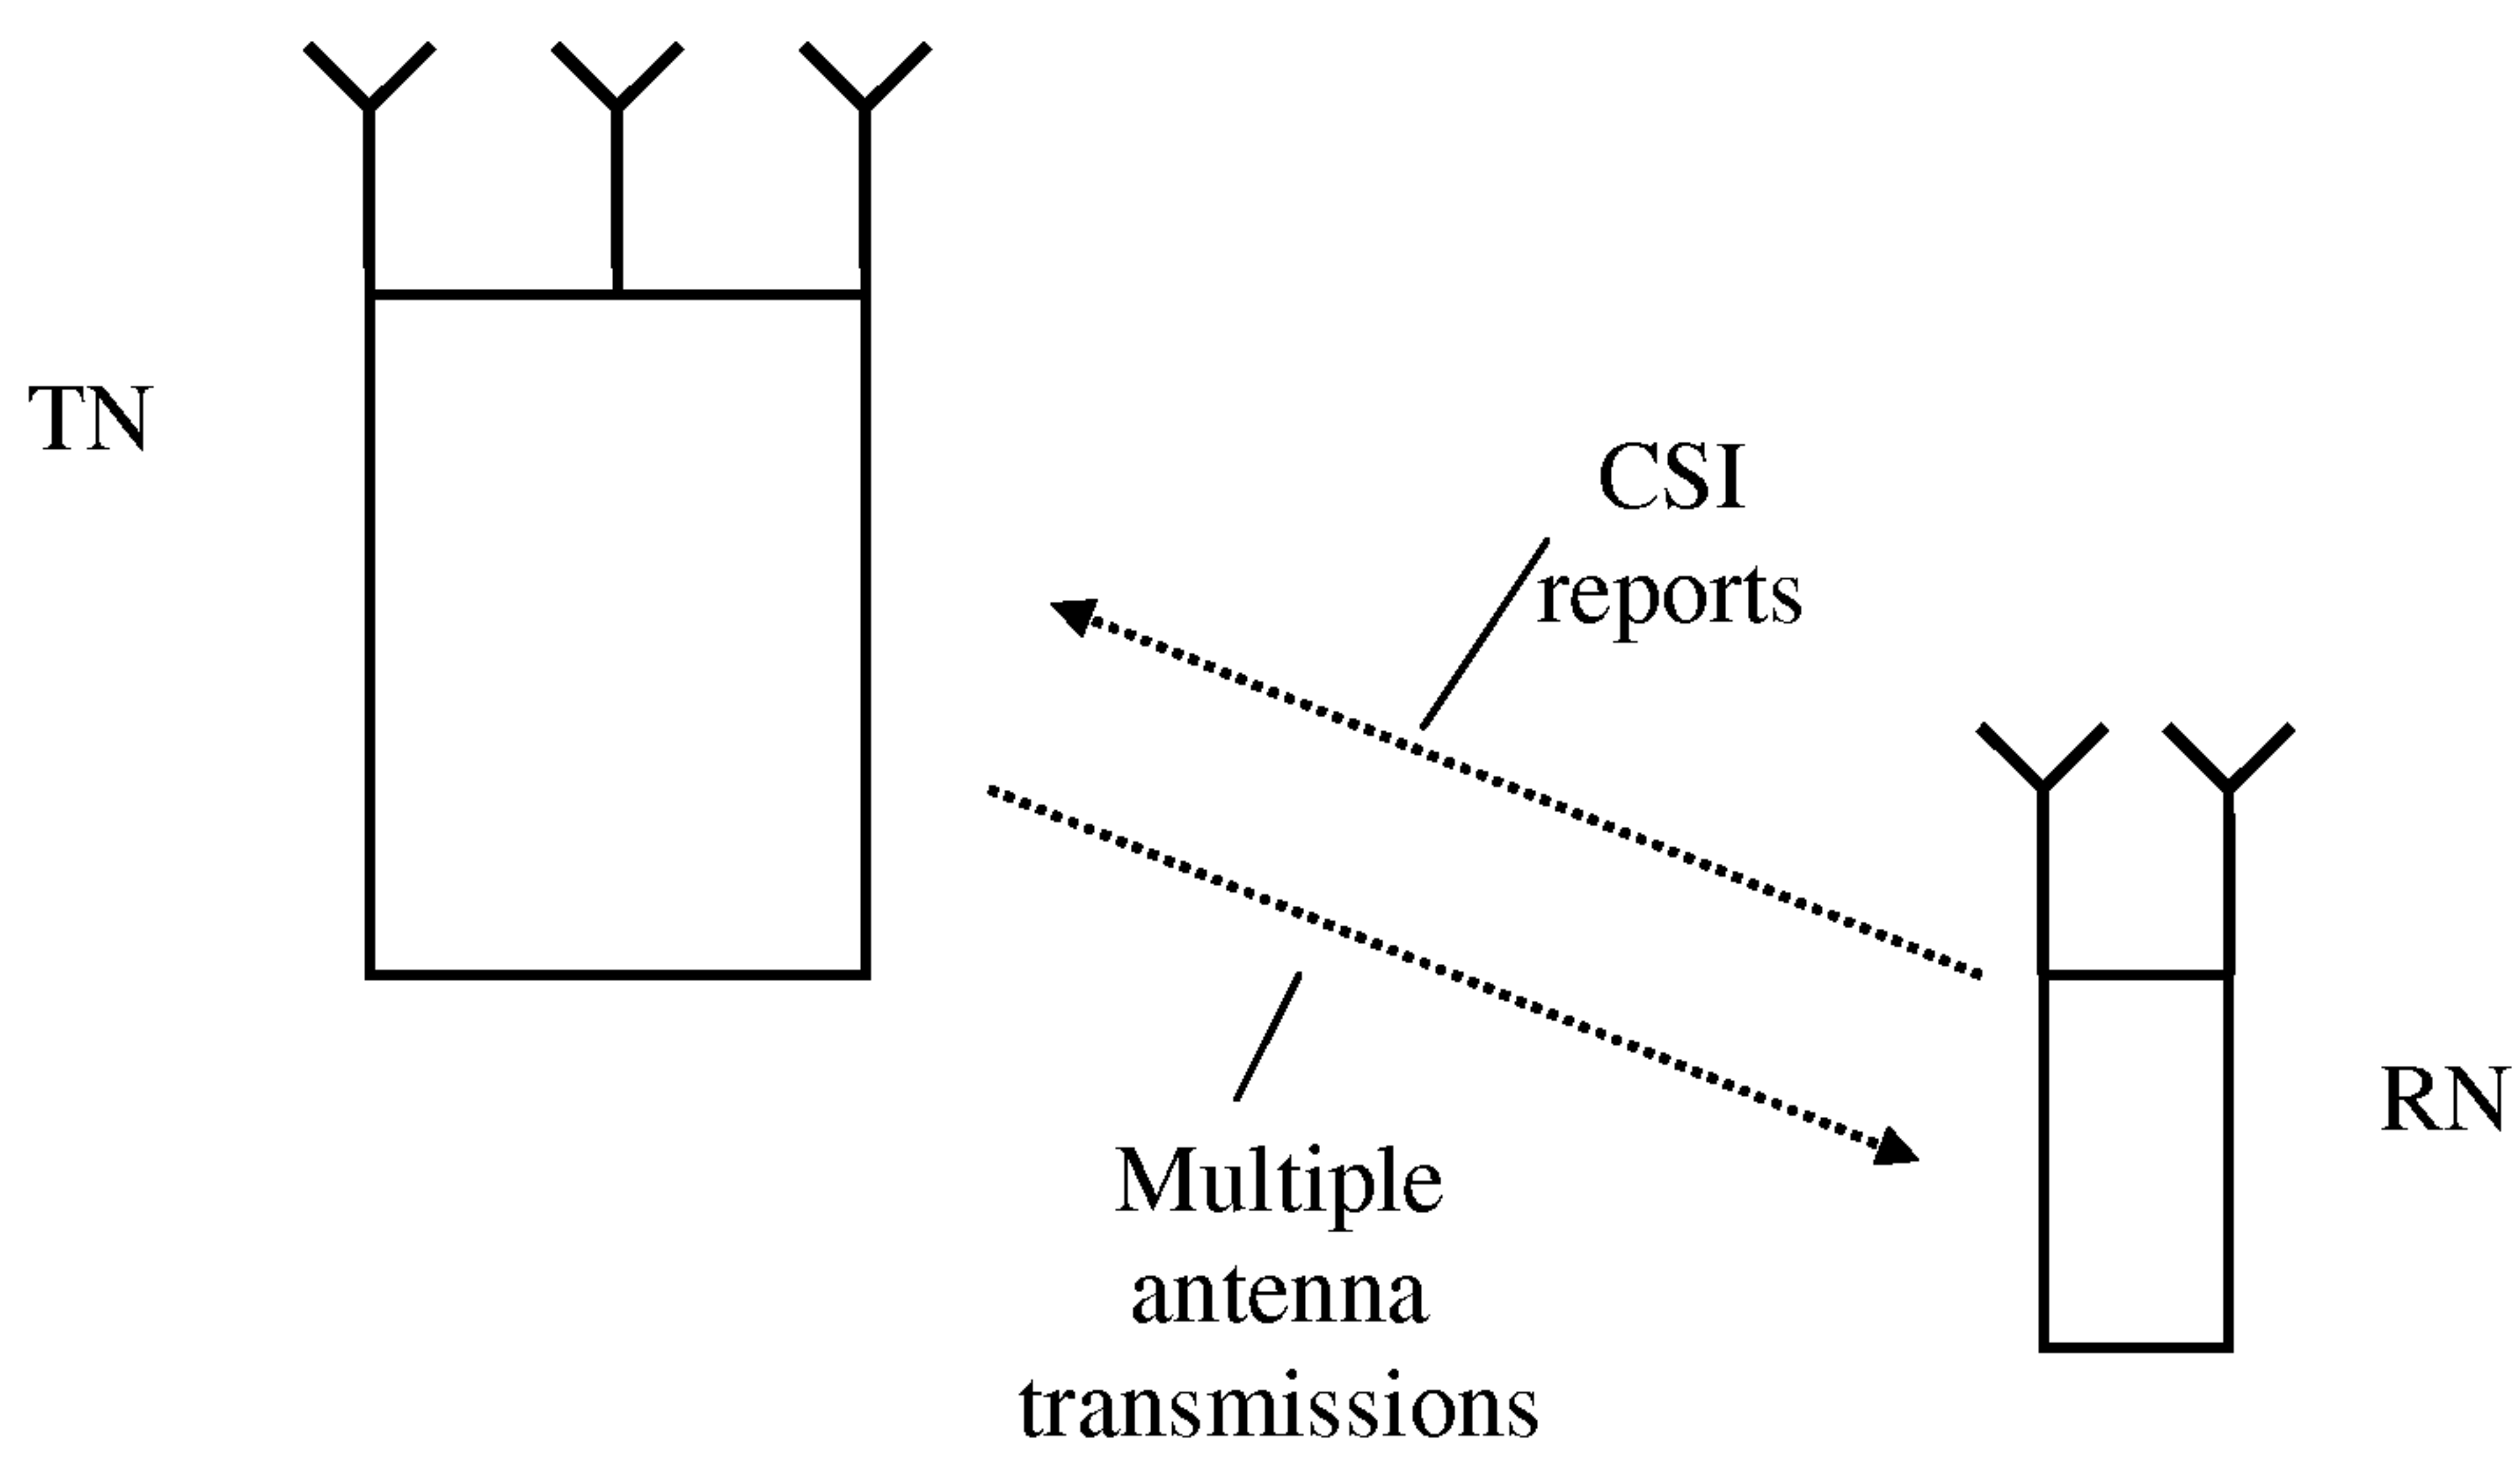 TN
CSI
reports
RN
Multiple
antenna
transmissions